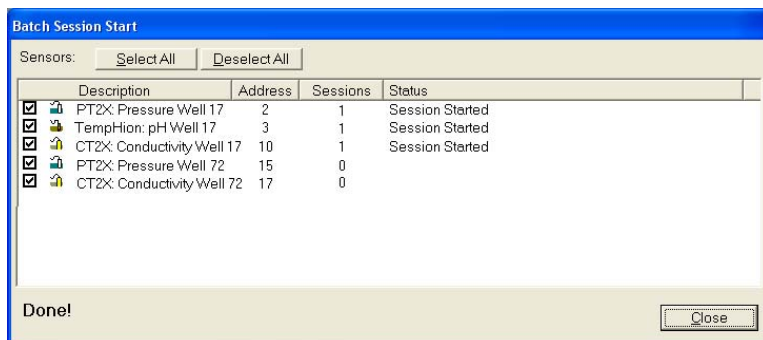 Batch Session Start
Sensors: Select All Deselect All
Description Address Sessions Status
PT2X: Pressure Well 17 2 1 Session Started
TempHion: pH Well 17 3 1 Session Started
CT2X: Conductivity Well 17 10 1 Session Started
PT2X: Pressure Well 72 15 0
CT2X: Conductivity Well 72 17 0
Done!
Close